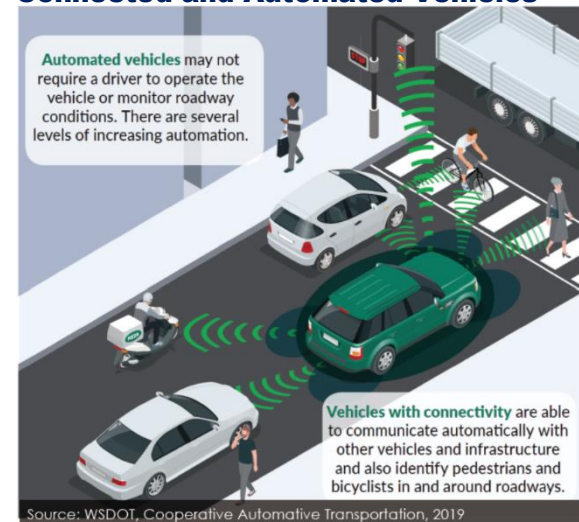 Connected and Automated Vehicles
Automated vehicles may not
require a driver to operate the
vehicle or monitor roadway
conditions. There are several
levels of increasing automation.
STOP
Vehicles with connectivity are able
to communicate automatically with
other vehicles and infrastructure
and also identify pedestrians and
bicyclists in and around roadways.
Source: WSDOT, Cooperative Automative Transportation, 2019